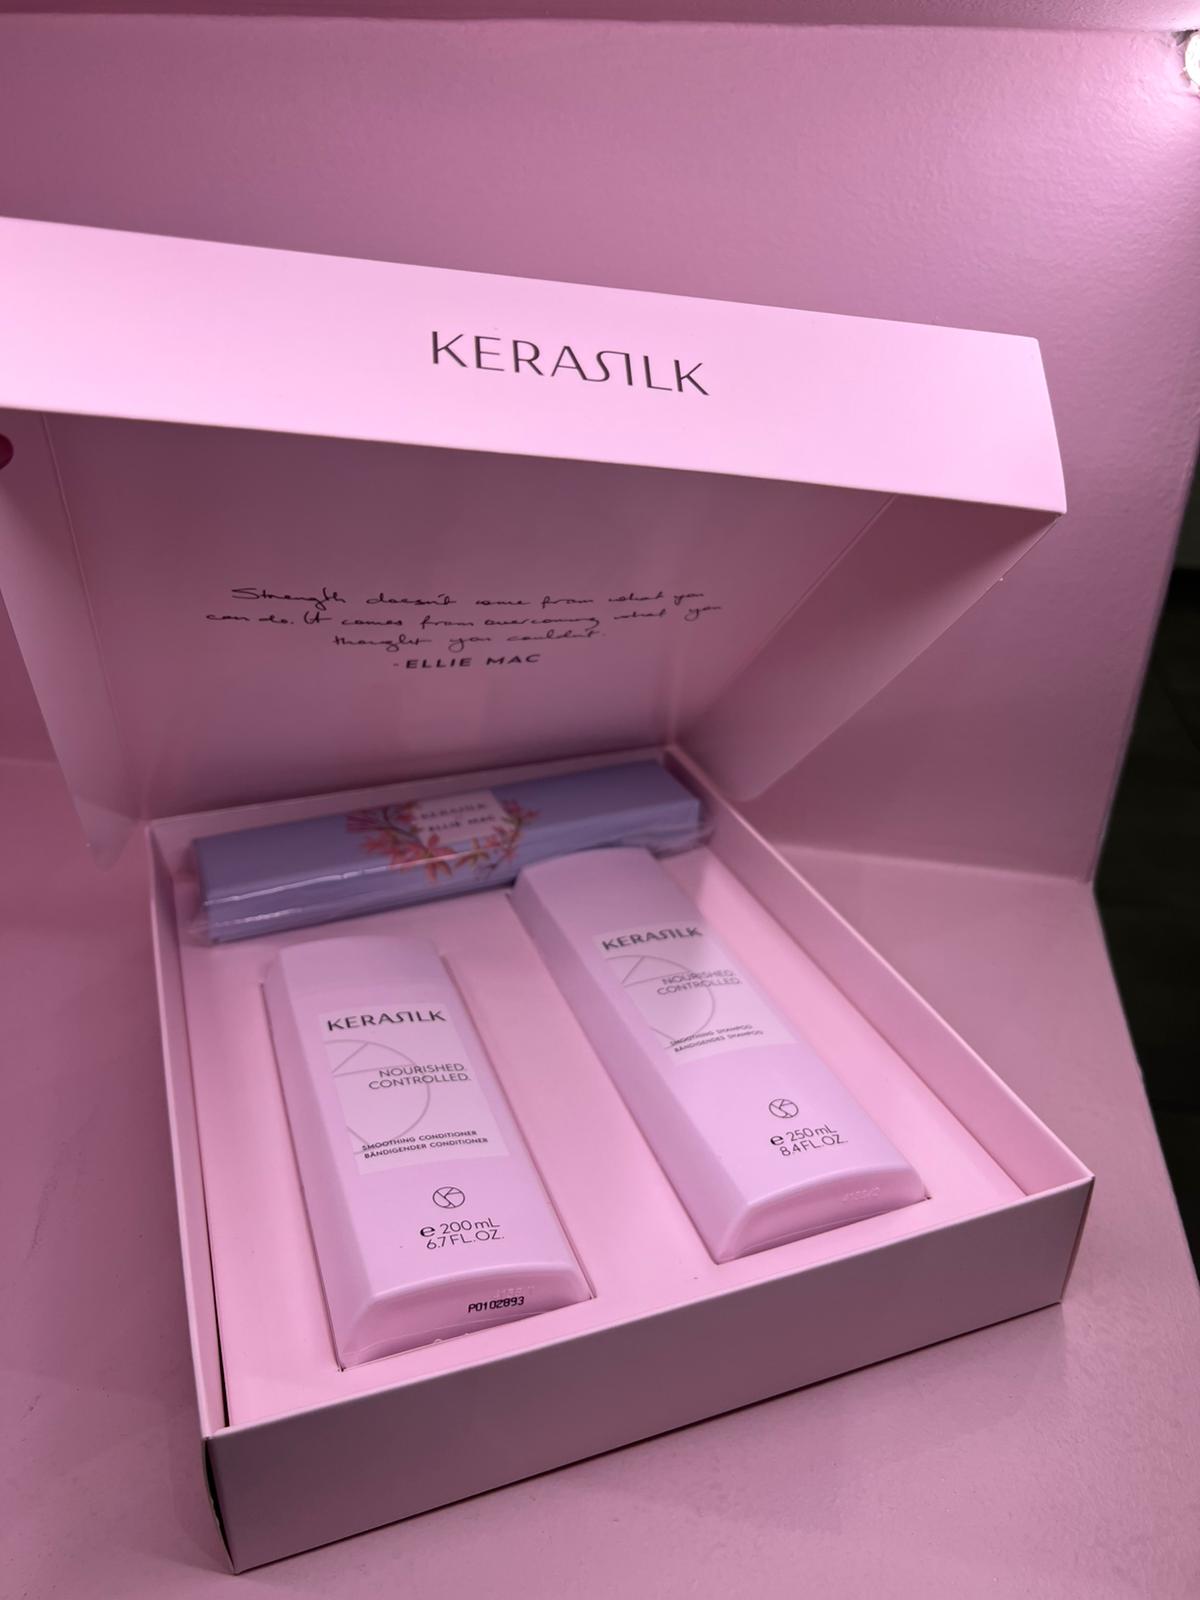 KERASILK
Strength doesn't come from what you
can do. It comes from overcoming what you
thought you couldn't.
-ELLIE MAC
KERASILK
ELLIE MAC
KERASILK
NOURISHED.
CONTROLLED.
SMOOTHING SHAMPOO
BÄNDIGENDES SHAMPOO
e 250 mL
8.4 FL.OZ.
KERASILK
NOURISHED.
CONTROLLED.
SMOOTHING CONDITIONER
BÄNDIGENDER CONDITIONER
e 200 mL
6.7 FL.OZ.
P0102893